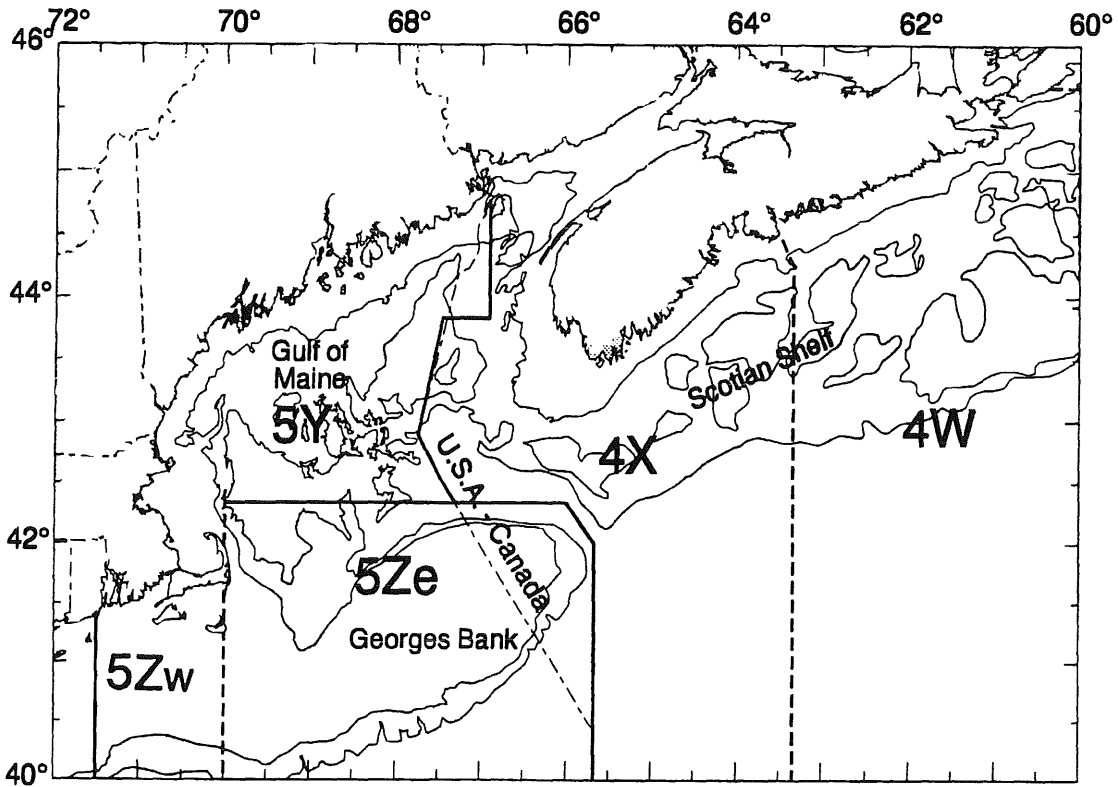 72° 70° 68° 66° 64° 62° 60°
46°
44°
Gulf of
Maine
5Y
Scotian Shelf
4W
4X
U.S.A. - Canada
42°
5Ze
Georges Bank
5Zw
40°